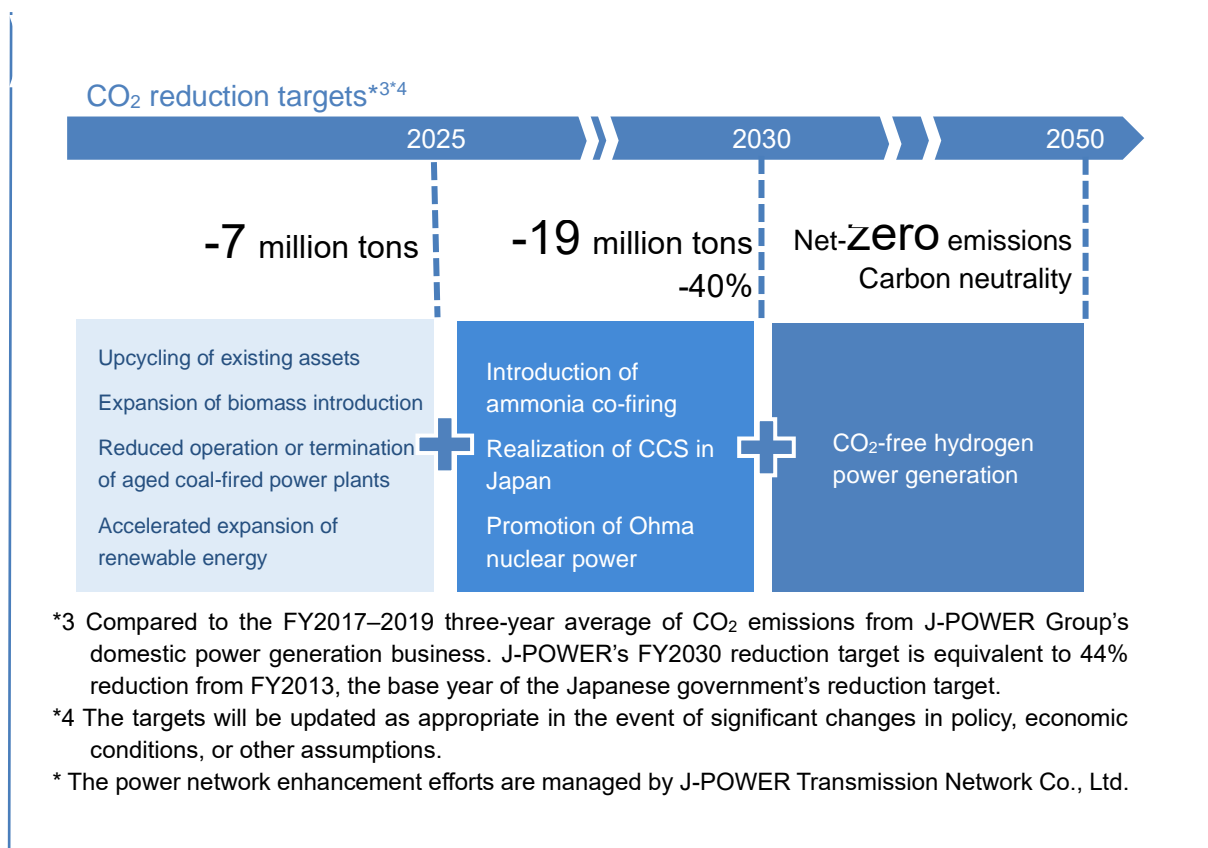 CO₂ reduction targets*3*4
2025
2030
2050
-7 million tons
-19 million tons
-40%
Net-zero emissions
Carbon neutrality
Upcycling of existing assets
Expansion of biomass introduction
Reduced operation or termination
of aged coal-fired power plants
Accelerated expansion of
renewable energy
Introduction of
ammonia co-firing
Realization of CCS in
Japan
Promotion of Ohma
nuclear power
CO₂-free hydrogen
power generation
*3 Compared to the FY2017–2019 three-year average of CO₂ emissions from J-POWER Group’s
domestic power generation business. J-POWER’s FY2030 reduction target is equivalent to 44%
reduction from FY2013, the base year of the Japanese government’s reduction target.
*4 The targets will be updated as appropriate in the event of significant changes in policy, economic
conditions, or other assumptions.
* The power network enhancement efforts are managed by J-POWER Transmission Network Co., Ltd.